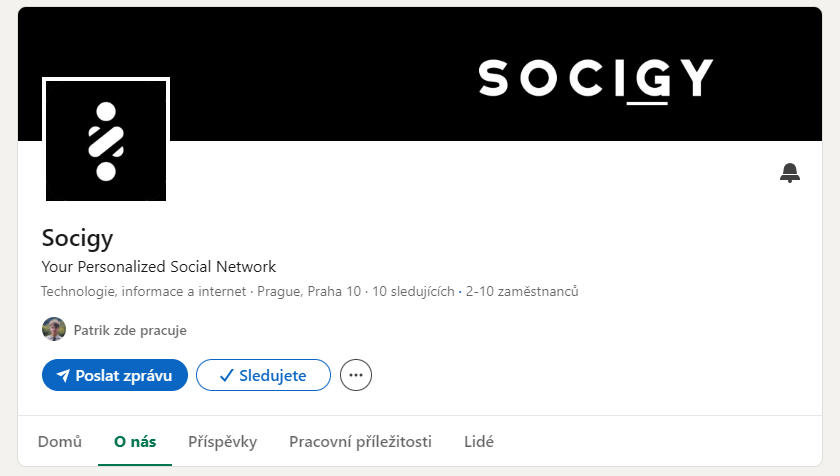 SOCIGY
Socigy
Your Personalized Social Network
Technologie, informace a internet · Prague, Praha 10 · 10 sledujících · 2-10 zaměstnanců
Patrik zde pracuje
Poslat zprávu
Sledujete
Domů
O nás
Příspěvky
Pracovní příležitosti
Lidé